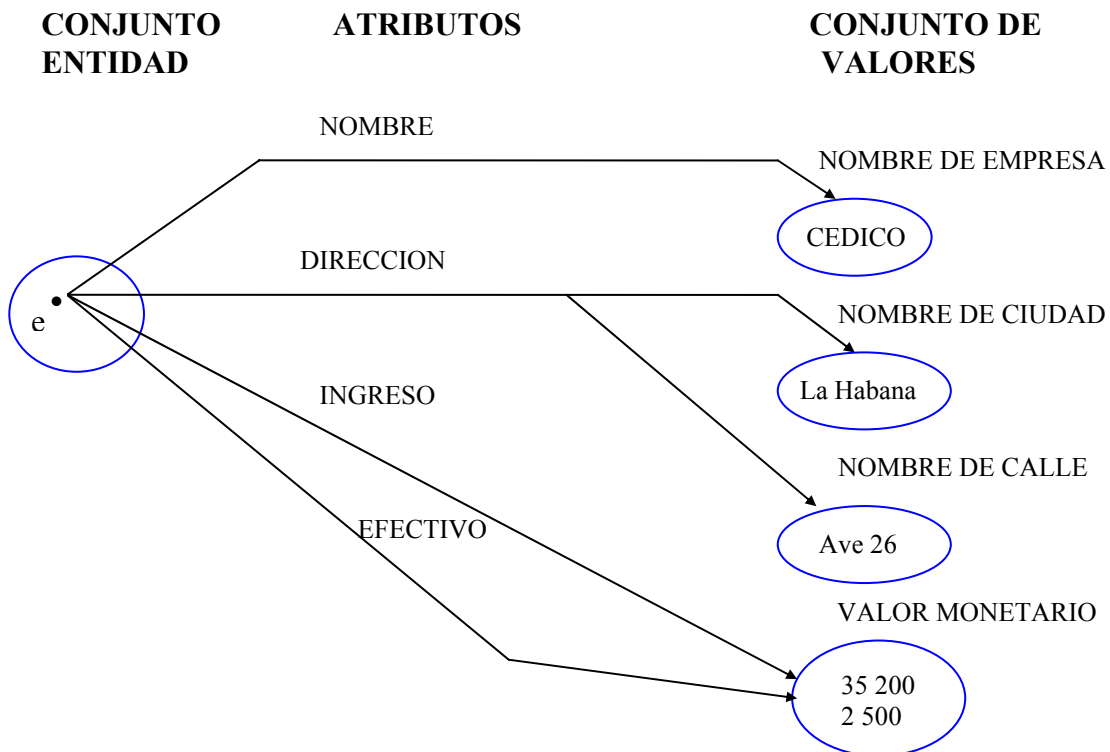 CONJUNTO ENTIDAD
ATRIBUTOS
CONJUNTO DE VALORES
NOMBRE
NOMBRE DE EMPRESA
CEDICO
DIRECCION
e
NOMBRE DE CIUDAD
La Habana
INGRESO
NOMBRE DE CALLE
EFECTIVO
Ave 26
VALOR MONETARIO
35 200
2 500